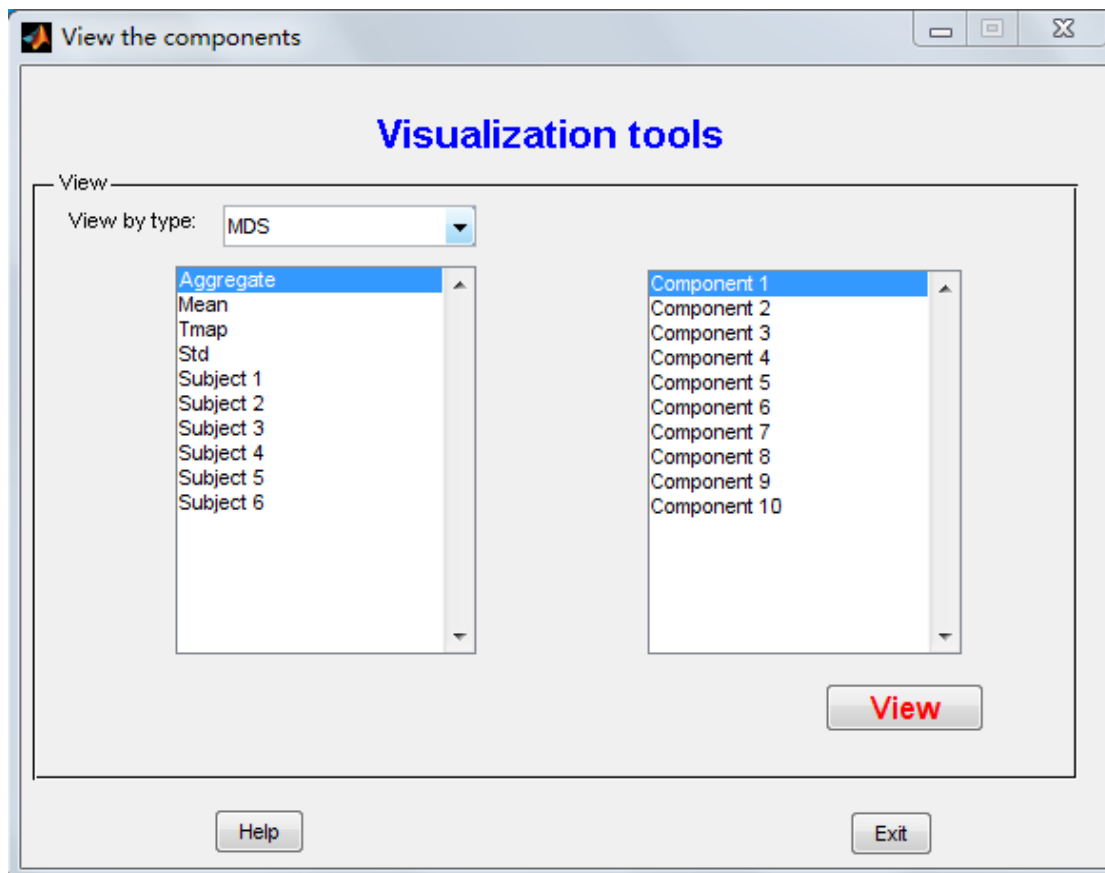 View the components
Visualization tools
View
View by type:
MDS
Aggregate
Mean
Tmap
Std
Subject 1
Subject 2
Subject 3
Subject 4
Subject 5
Subject 6
Component 1
Component 2
Component 3
Component 4
Component 5
Component 6
Component 7
Component 8
Component 9
Component 10
View
Help
Exit